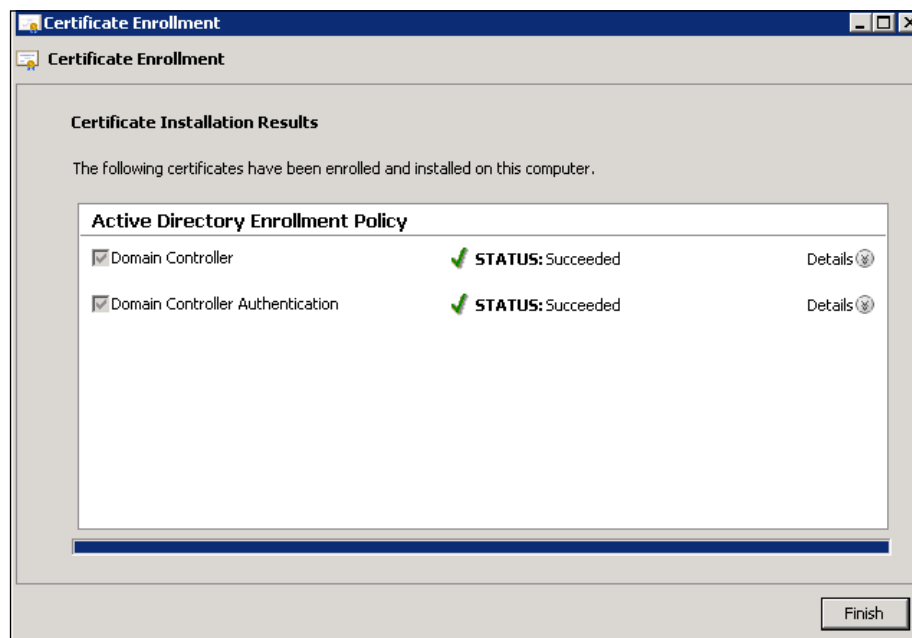 Certificate Enrollment
Certificate Enrollment
Certificate Installation Results
The following certificates have been enrolled and installed on this computer.
Active Directory Enrollment Policy
Domain Controller STATUS: Succeeded Details
Domain Controller Authentication STATUS: Succeeded Details
Finish